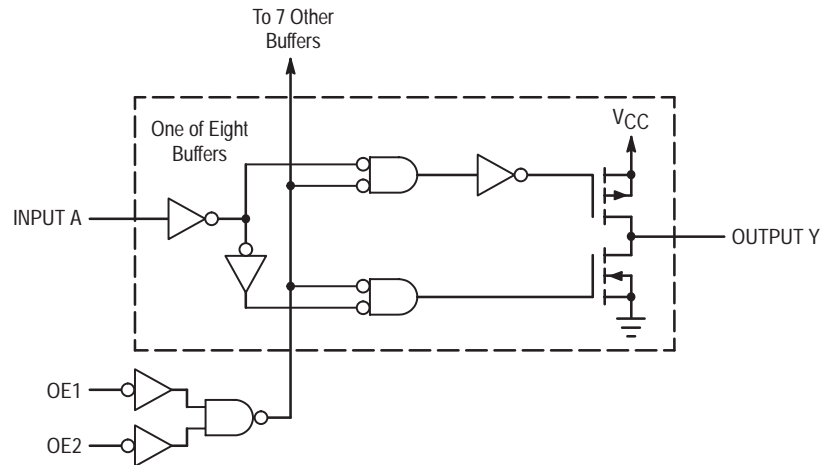 To 7 Other
Buffers
One of Eight
Buffers
VCC
INPUT A
OUTPUT Y
OE1
OE2